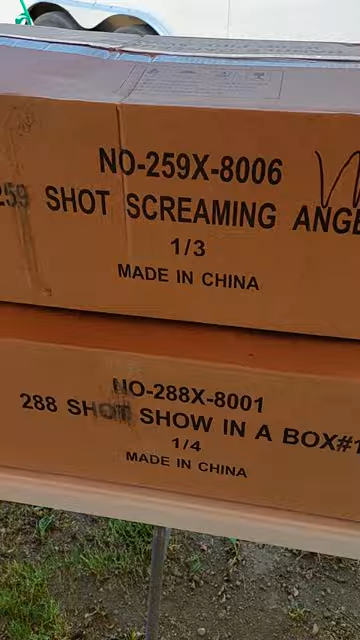 NO-259X-8006
259 SHOT SCREAMING ANGE
1/3
MADE IN CHINA
NO-288X-8001
288 SHOT SHOW IN A BOX#1
1/4
MADE IN CHINA